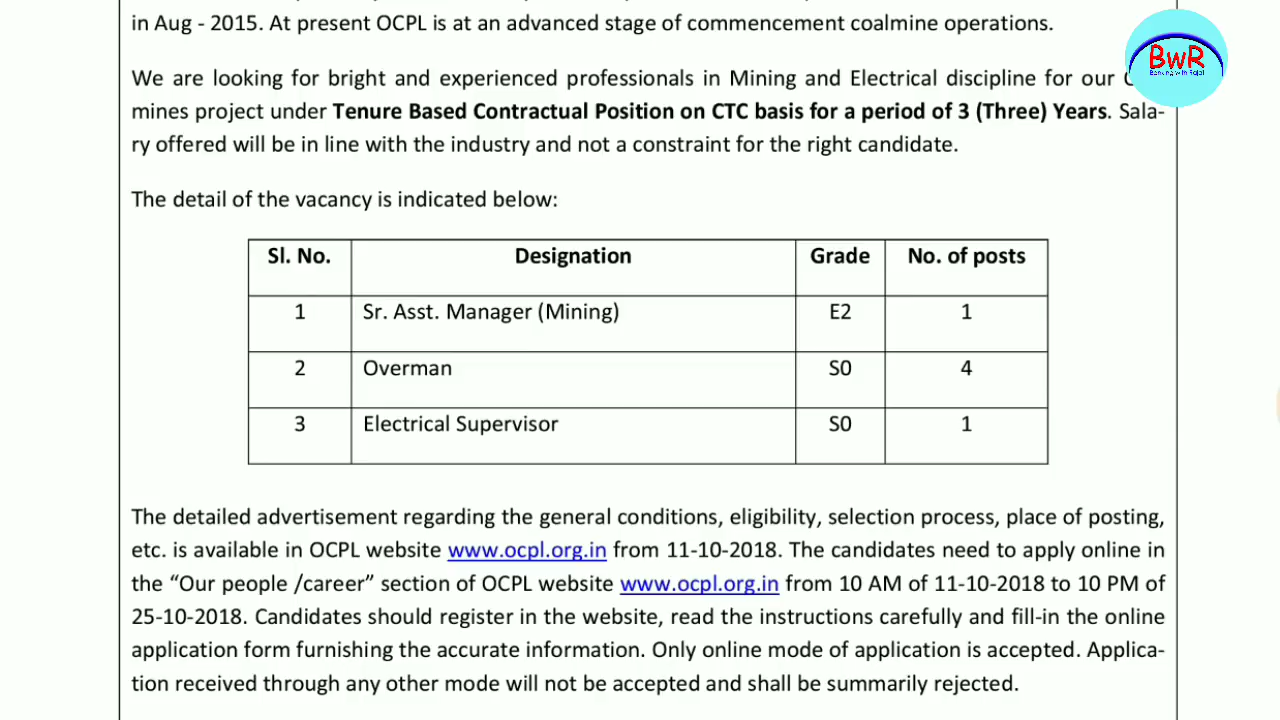 in Aug - 2015. At present OCPL is at an advanced stage of commencement coalmine operations.
BwR
Banking with Rajat
We are looking for bright and experienced professionals in Mining and Electrical discipline for our
mines project under Tenure Based Contractual Position on CTC basis for a period of 3 (Three) Years. Sala-
ry offered will be in line with the industry and not a constraint for the right candidate.
The detail of the vacancy is indicated below:
Sl. No. Designation Grade No. of posts
1 Sr. Asst. Manager (Mining) E2 1
2 Overman S0 4
3 Electrical Supervisor S0 1
The detailed advertisement regarding the general conditions, eligibility, selection process, place of posting,
etc. is available in OCPL website www.ocpl.org.in from 11-10-2018. The candidates need to apply online in
the “Our people /career” section of OCPL website www.ocpl.org.in from 10 AM of 11-10-2018 to 10 PM of
25-10-2018. Candidates should register in the website, read the instructions carefully and fill-in the online
application form furnishing the accurate information. Only online mode of application is accepted. Applica-
tion received through any other mode will not be accepted and shall be summarily rejected.